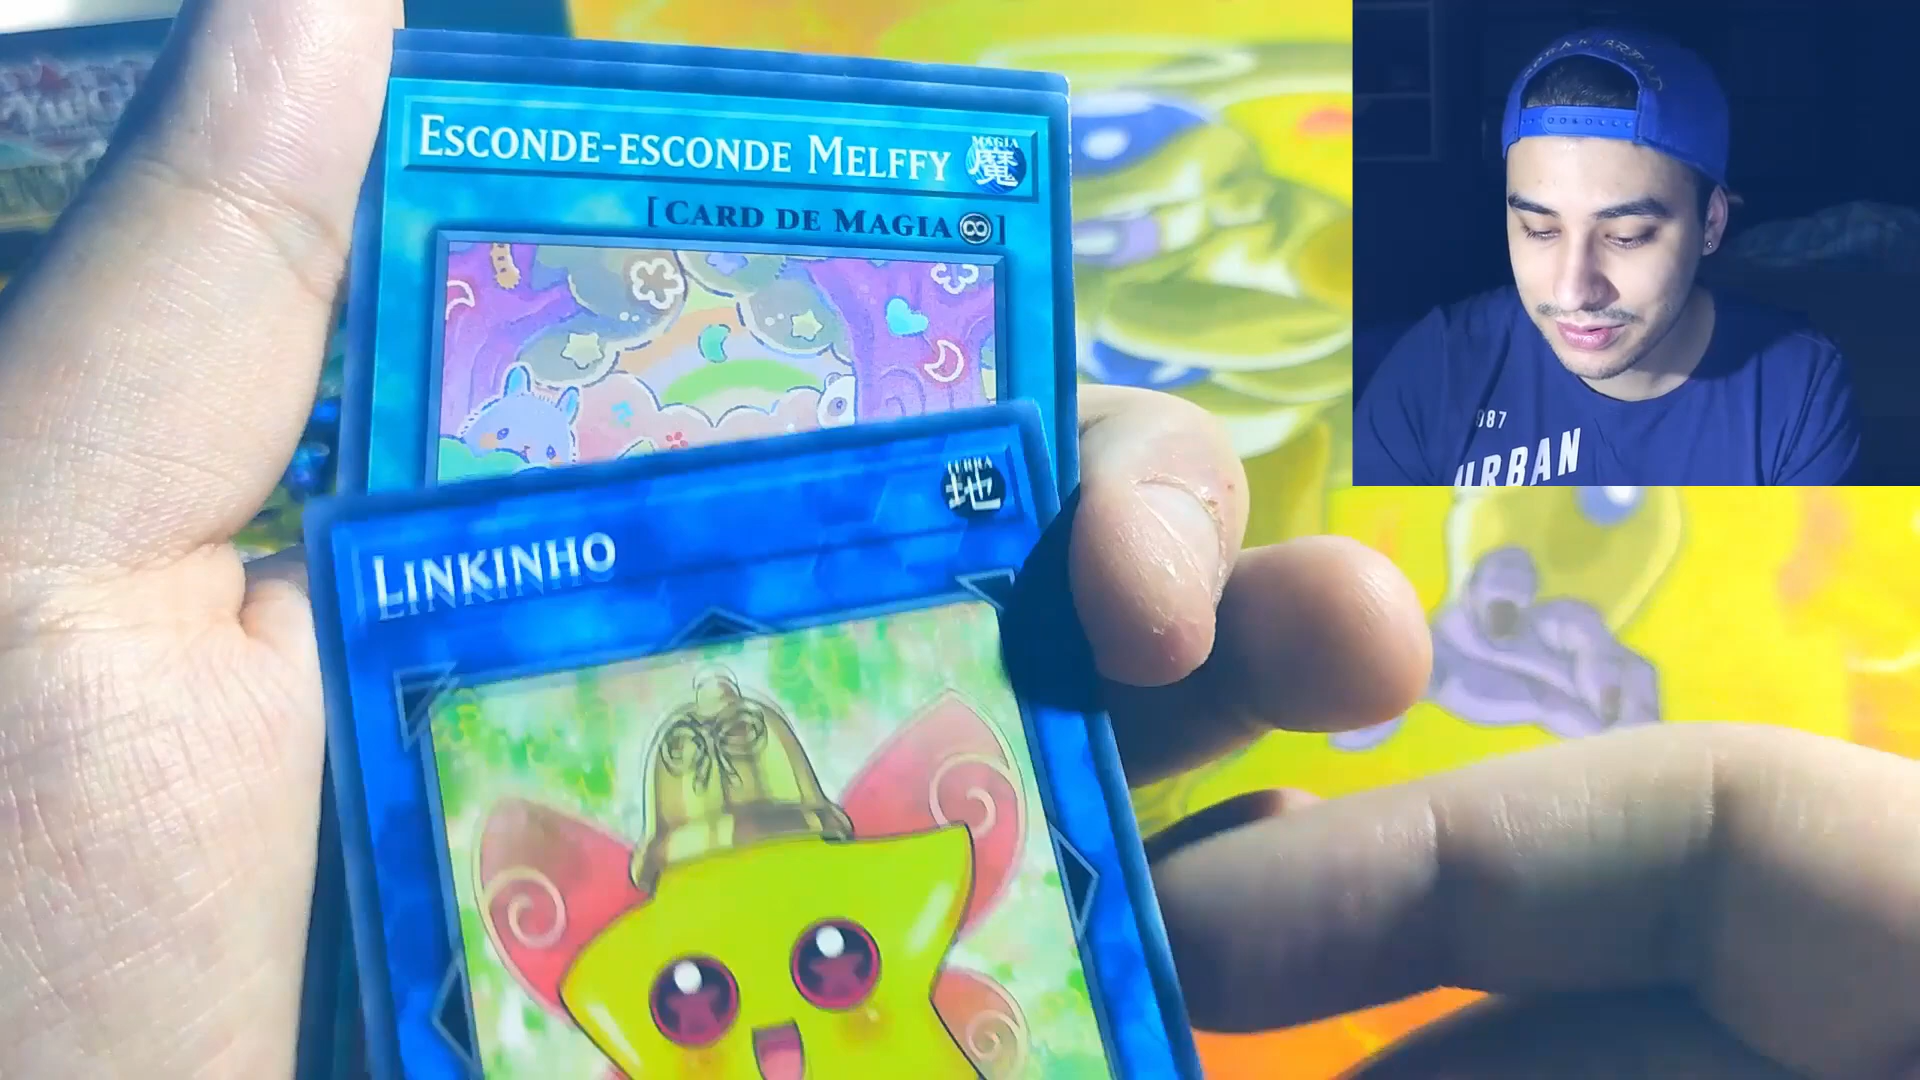 ESCONDE-ESCONDE MELFFY
MAGIA
魔
[CARD DE MAGIA ]
TERRA
地
LINKINHO
087
URBAN